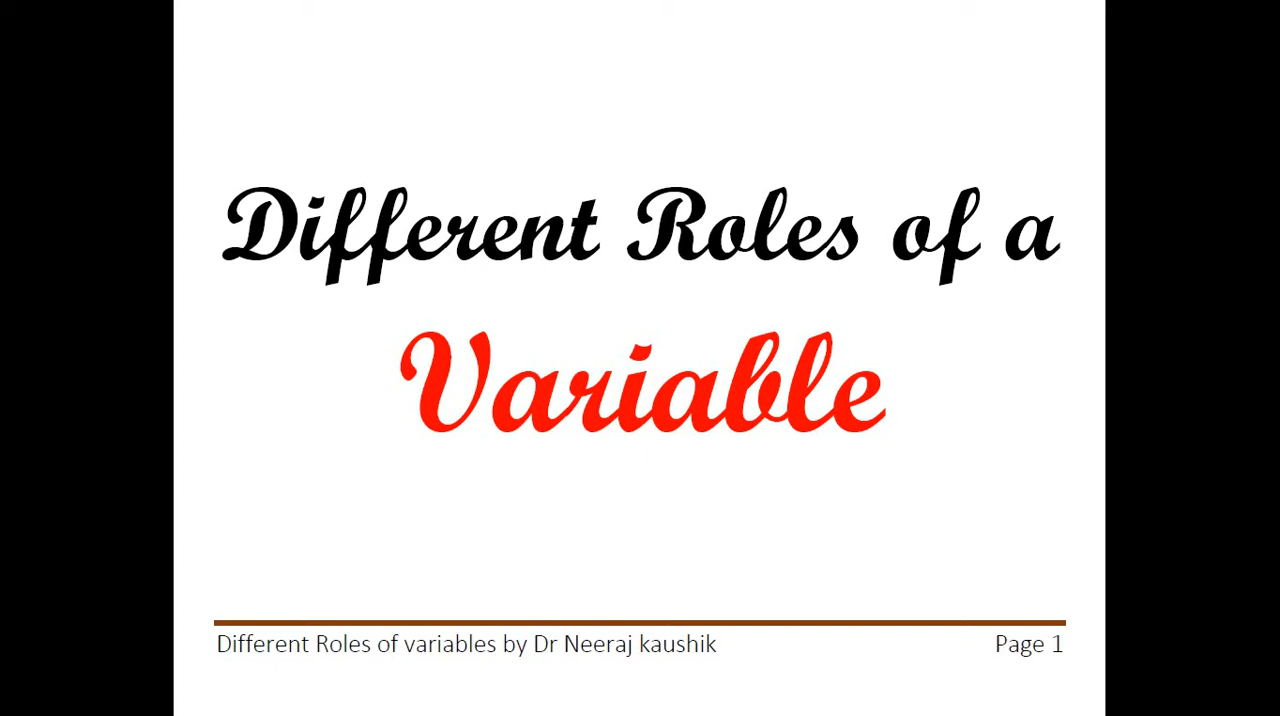 Different Roles of a
Variable
Different Roles of variables by Dr Neeraj kaushik Page 1